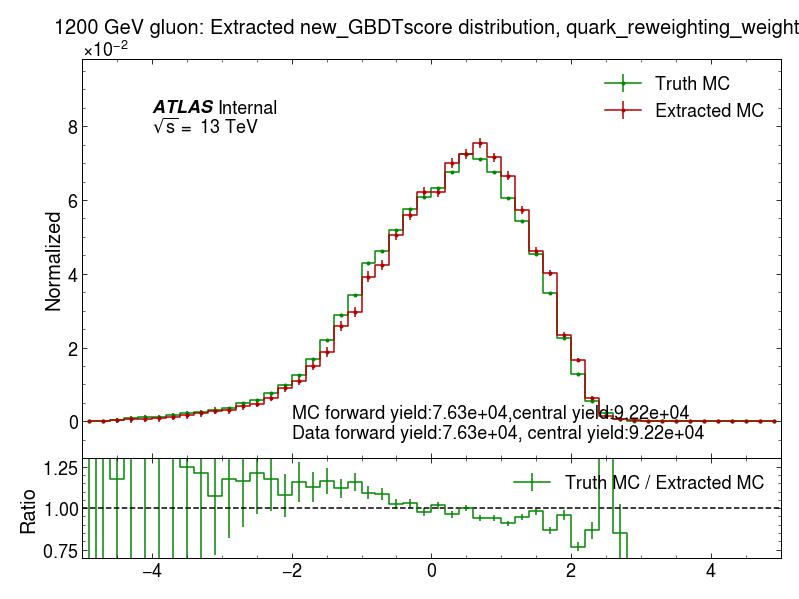 1200 GeV gluon: Extracted new_GBDTscore distribution, quark_reweighting_weight
×10⁻²
ATLAS Internal
√s = 13 TeV
Truth MC
Extracted MC
8
6
4
2
0
Normalized
MC forward yield:7.63e+04,central yield:9.22e+04
Data forward yield:7.63e+04, central yield:9.22e+04
Truth MC / Extracted MC
1.25
1.00
0.75
Ratio
−4 −2 0 2 4